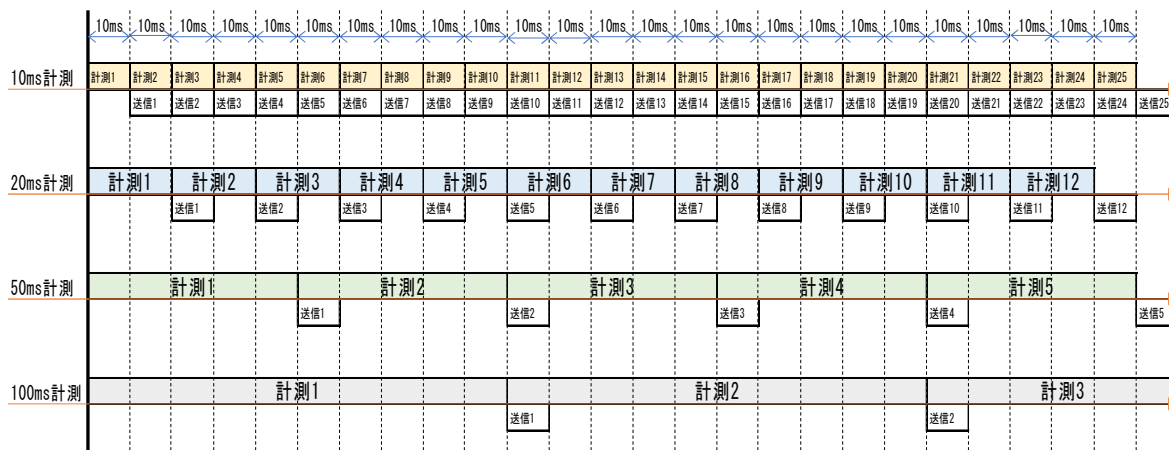 10ms 10ms 10ms 10ms 10ms 10ms 10ms 10ms 10ms 10ms 10ms 10ms 10ms 10ms 10ms 10ms 10ms 10ms 10ms 10ms 10ms 10ms 10ms 10ms 10ms
10ms計測 計測1 計測2 計測3 計測4 計測5 計測6 計測7 計測8 計測9 計測10 計測11 計測12 計測13 計測14 計測15 計測16 計測17 計測18 計測19 計測20 計測21 計測22 計測23 計測24 計測25
送信1 送信2 送信3 送信4 送信5 送信6 送信7 送信8 送信9 送信10 送信11 送信12 送信13 送信14 送信15 送信16 送信17 送信18 送信19 送信20 送信21 送信22 送信23 送信24 送信25
20ms計測 計測1 計測2 計測3 計測4 計測5 計測6 計測7 計測8 計測9 計測10 計測11 計測12
送信1 送信2 送信3 送信4 送信5 送信6 送信7 送信8 送信9 送信10 送信11 送信12
50ms計測 計測1 計測2 計測3 計測4 計測5
送信1 送信2 送信3 送信4 送信5
100ms計測 計測1 計測2 計測3
送信1 送信2